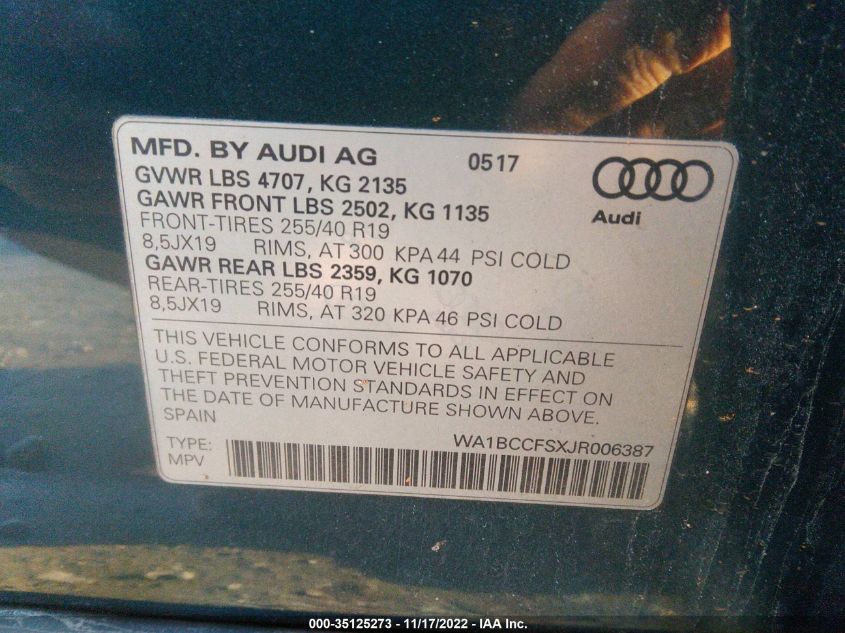 MFD. BY AUDI AG 0517
GVWR LBS 4707, KG 2135
GAWR FRONT LBS 2502, KG 1135
FRONT-TIRES 255/40 R19
8,5JX19 RIMS, AT 300 KPA 44 PSI COLD
GAWR REAR LBS 2359, KG 1070
REAR-TIRES 255/40 R19
8,5JX19 RIMS, AT 320 KPA 46 PSI COLD
Audi
THIS VEHICLE CONFORMS TO ALL APPLICABLE
U.S. FEDERAL MOTOR VEHICLE SAFETY AND
THEFT PREVENTION STANDARDS IN EFFECT ON
THE DATE OF MANUFACTURE SHOWN ABOVE.
SPAIN
WA1BCCFSXJR006387
TYPE:
MPV
000-35125273 - 11/17/2022 - IAA Inc.